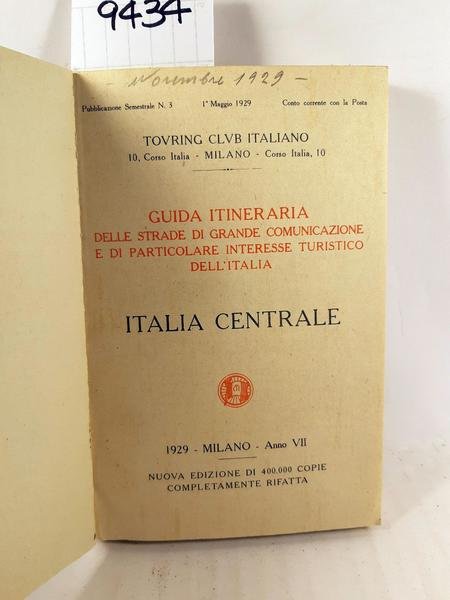 9434
- Novembre 1929 -
Pubblicazione Semestrale N. 3 1° Maggio 1929 Conto corrente con la Posta
TOVRING CLVB ITALIANO
10, Corso Italia - MILANO - Corso Italia, 10
GUIDA ITINERARIA
DELLE STRADE DI GRANDE COMUNICAZIONE
E DI PARTICOLARE INTERESSE TURISTICO
DELL'ITALIA
ITALIA CENTRALE
1929 - MILANO - Anno VII
NUOVA EDIZIONE DI 400.000 COPIE
COMPLETAMENTE RIFATTA